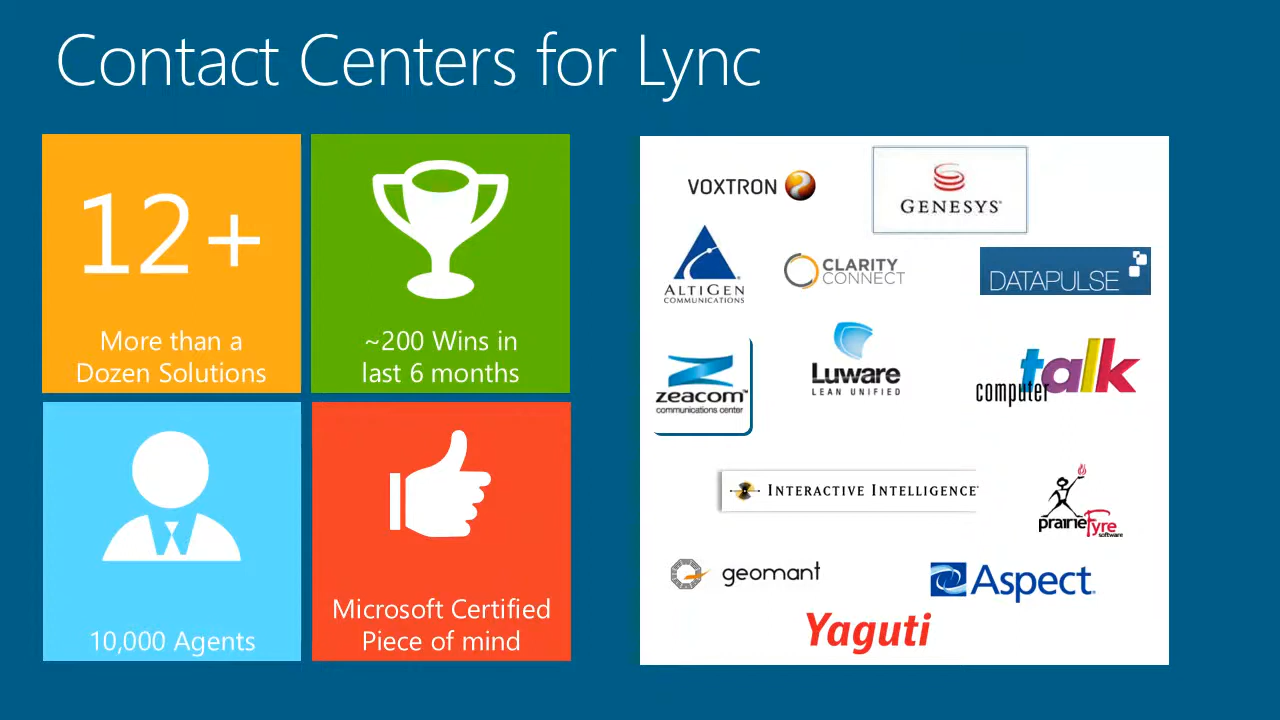 Contact Centers for Lync
12+
More than a
Dozen Solutions
~200 Wins in
last 6 months
10,000 Agents
Microsoft Certified
Piece of mind
VOXTRON
GENESYS
ALTIGEN
COMMUNICATIONS
CLARITY
CONNECT
DATAPULSE
zeacom™
communications center
Luware
LEAN UNIFIED
computer talk
INTERACTIVE INTELLIGENCE
prairieFyre
software
geomant
Aspect
Yaguti